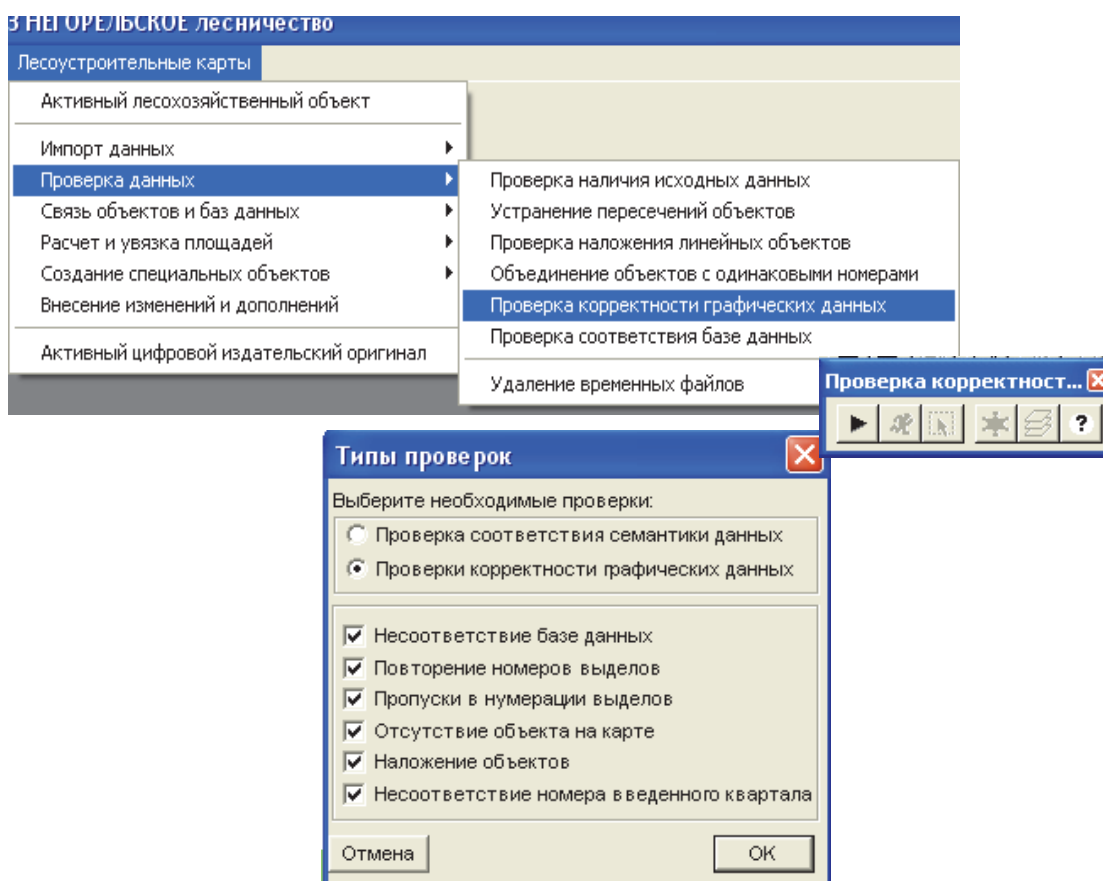 З НЕГОРЕЛЬСКОЕ лесничество
Лесоустроительные карты
Активный лесохозяйственный объект
Импорт данных
Проверка данных
Связь объектов и баз данных
Расчет и увязка площадей
Создание специальных объектов
Внесение изменений и дополнений
Активный цифровой издательский оригинал
Проверка наличия исходных данных
Устранение пересечений объектов
Проверка наложения линейных объектов
Объединение объектов с одинаковыми номерами
Проверка корректности графических данных
Проверка соответствия базе данных
Удаление временных файлов
Проверка корректност...
?
Типы проверок
Выберите необходимые проверки:
Проверка соответствия семантики данных
Проверки корректности графических данных
Несоответствие базе данных
Повторение номеров выделов
Пропуски в нумерации выделов
Отсутствие объекта на карте
Наложение объектов
Несоответствие номера введенного квартала
Отмена
OK